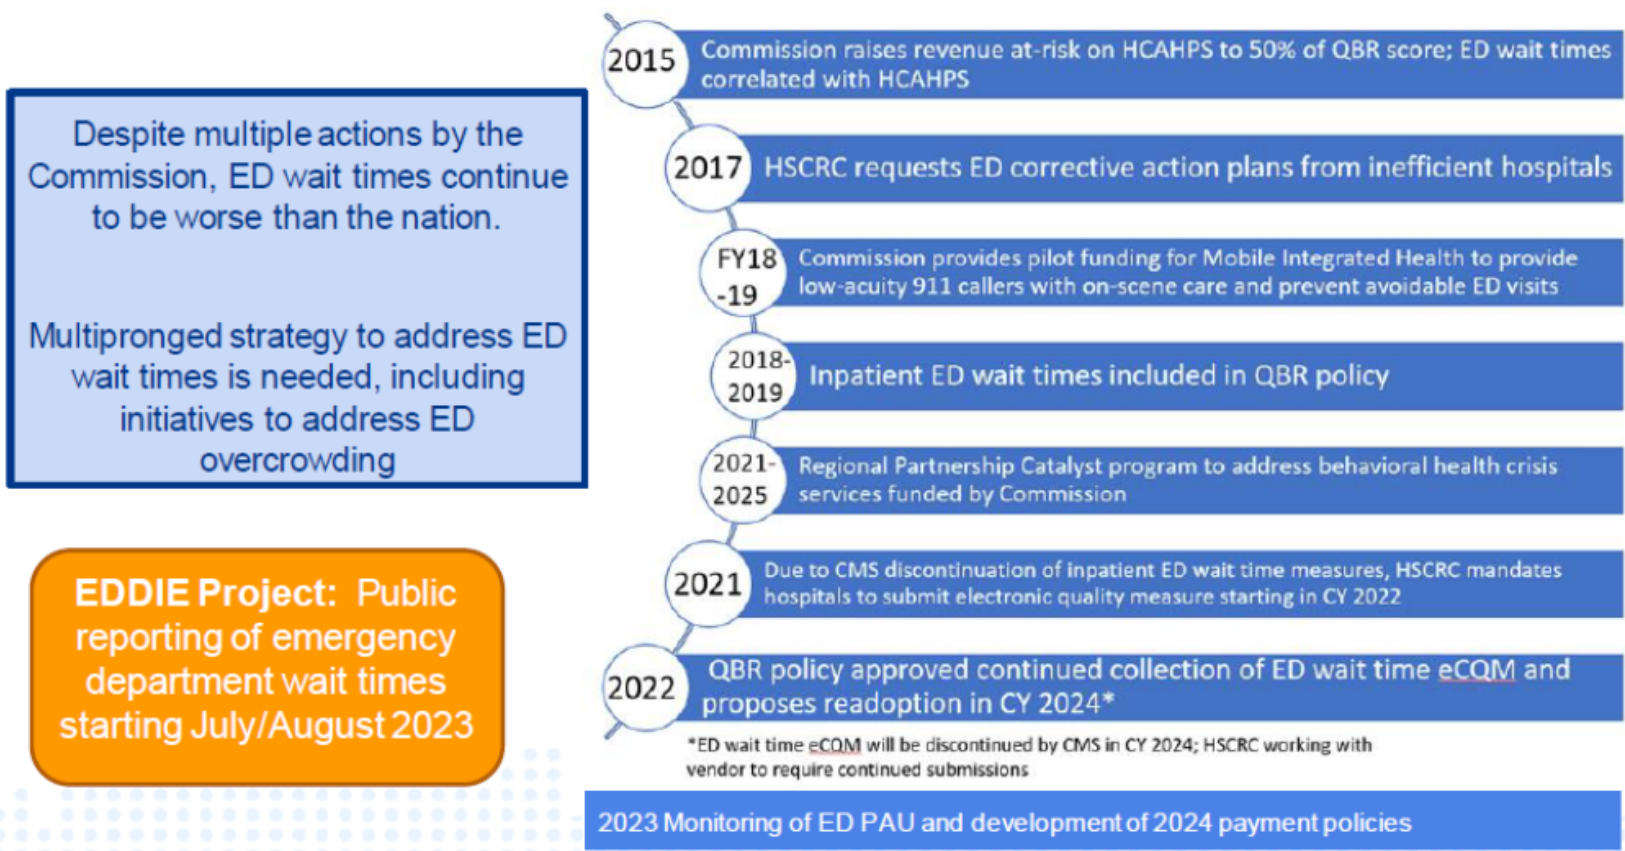 Despite multiple actions by the
Commission, ED wait times continue
to be worse than the nation.
Multipronged strategy to address ED
wait times is needed, including
initiatives to address ED
overcrowding
EDDIE Project: Public
reporting of emergency
department wait times
starting July/August 2023
2015
Commission raises revenue at-risk on HCAHPS to 50% of QBR score; ED wait times
correlated with HCAHPS
2017
HSCRC requests ED corrective action plans from inefficient hospitals
FY18
-19
Commission provides pilot funding for Mobile Integrated Health to provide
low-acuity 911 callers with on-scene care and prevent avoidable ED visits
2018-
2019
Inpatient ED wait times included in QBR policy
2021-
2025
Regional Partnership Catalyst program to address behavioral health crisis
services funded by Commission
2021
Due to CMS discontinuation of inpatient ED wait time measures, HSCRC mandates
hospitals to submit electronic quality measure starting in CY 2022
2022
QBR policy approved continued collection of ED wait time eCQM and
proposes readoption in CY 2024*
*ED wait time eCQM will be discontinued by CMS in CY 2024; HSCRC working with
vendor to require continued submissions
2023 Monitoring of ED PAU and development of 2024 payment policies